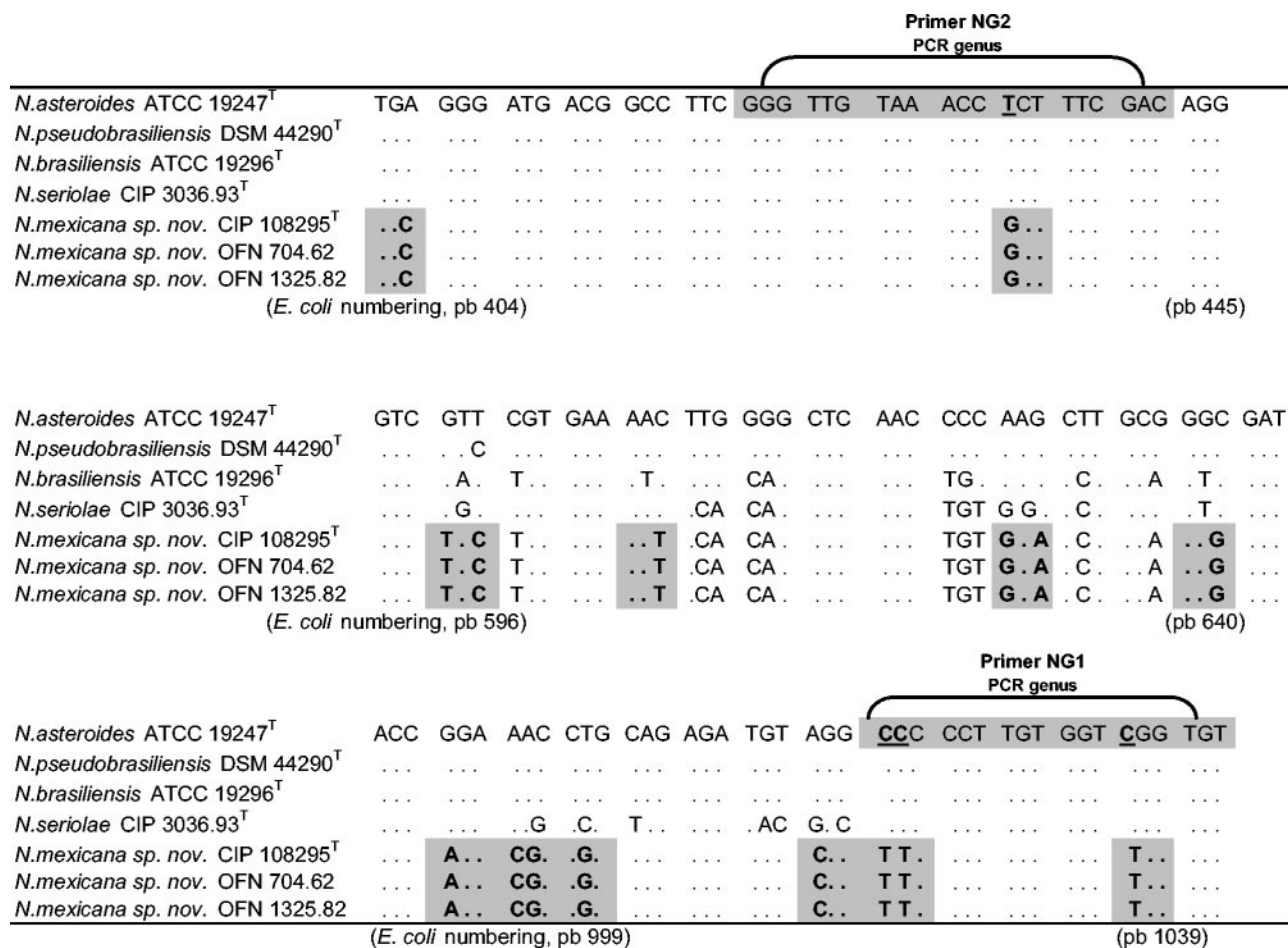 Primer NG2
PCR genus
N.asteroides ATCC 19247T TGA GGG ATG ACG GCC TTC GGG TTG TAA ACC TCT TTC GAC AGG
N.pseudobrasiliensis DSM 44290T ... ... ... ... ... ... ... ... ... ... ... ... ... ...
N.brasiliensis ATCC 19296T ... ... ... ... ... ... ... ... ... ... ... ... ... ...
N.seriolae CIP 3036.93T ... ... ... ... ... ... ... ... ... ... ... ... ... ...
N.mexicana sp. nov. CIP 108295T ..C ... ... ... ... ... ... ... ... ... G.. ... ... ...
N.mexicana sp. nov. OFN 704.62 ..C ... ... ... ... ... ... ... ... ... G.. ... ... ...
N.mexicana sp. nov. OFN 1325.82 ..C ... ... ... ... ... ... ... ... ... G.. ... ... ...
(E. coli numbering, pb 404) (pb 445)
N.asteroides ATCC 19247T GTC GTT CGT GAA AAC TTG GGG CTC AAC CCC AAG CTT GCG GGC GAT
N.pseudobrasiliensis DSM 44290T ... ..C ... ... ... ... ... ... ... ... ... ... ... ... ...
N.brasiliensis ATCC 19296T ... .A. T.. ... .T. ... CA. ... ... TG. ... .C. ..A .T. ...
N.seriolae CIP 3036.93T ... .G. ... ... ... .CA CA. ... ... TGT GG. .C. ... .T. ...
N.mexicana sp. nov. CIP 108295T ... T.C T.. ... ..T .CA CA. ... ... TGT G.A .C. ..A ..G ...
N.mexicana sp. nov. OFN 704.62 ... T.C T.. ... ..T .CA CA. ... ... TGT G.A .C. ..A ..G ...
N.mexicana sp. nov. OFN 1325.82 ... T.C T.. ... ..T .CA CA. ... ... TGT G.A .C. ..A ..G ...
(E. coli numbering, pb 596) (pb 640)
Primer NG1
PCR genus
N.asteroides ATCC 19247T ACC GGA AAC CTG CAG AGA TGT AGG CCC CCT TGT GGT CGG TGT
N.pseudobrasiliensis DSM 44290T ... ... ... ... ... ... ... ... ... ... ... ... ... ...
N.brasiliensis ATCC 19296T ... ... ... ... ... ... ... ... ... ... ... ... ... ...
N.seriolae CIP 3036.93T ... ... ..G .C. T.. ... .AC G.C ... ... ... ... ... ...
N.mexicana sp. nov. CIP 108295T ... A.. CG. .G. ... ... ... C.. TT. ... ... ... T.. ...
N.mexicana sp. nov. OFN 704.62 ... A.. CG. .G. ... ... ... C.. TT. ... ... ... T.. ...
N.mexicana sp. nov. OFN 1325.82 ... A.. CG. .G. ... ... ... C.. TT. ... ... ... T.. ...
(E. coli numbering, pb 999) (pb 1039)